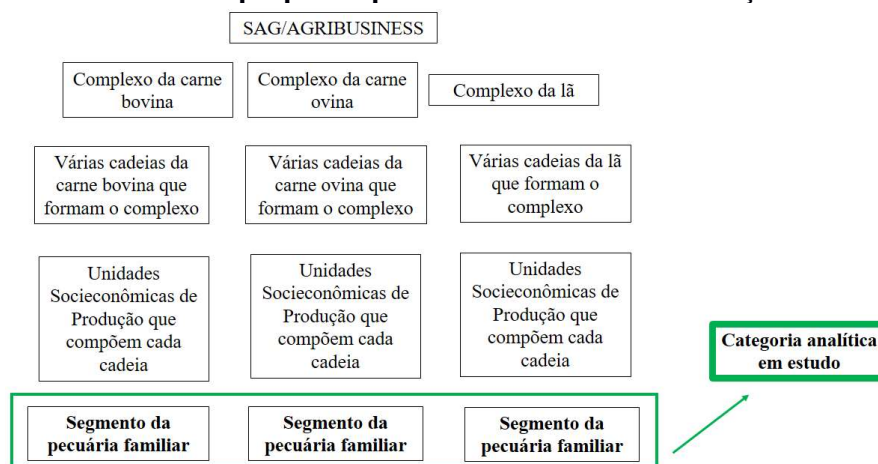 SAG/AGRIBUSINESS
Complexo da carne
bovina
Complexo da carne
ovina
Complexo da lã
Várias cadeias da
carne bovina que
formam o complexo
Várias cadeias da
carne ovina que
formam o complexo
Várias cadeias da lã
que formam o
complexo
Unidades
Socieconômicas de
Produção que
compõem cada
cadeia
Unidades
Socieconômicas de
Produção que
compõem cada
cadeia
Unidades
Socieconômicas de
Produção que
compõem cada
cadeia
Categoria analítica
em estudo
Segmento da
pecuária familiar
Segmento da
pecuária familiar
Segmento da
pecuária familiar